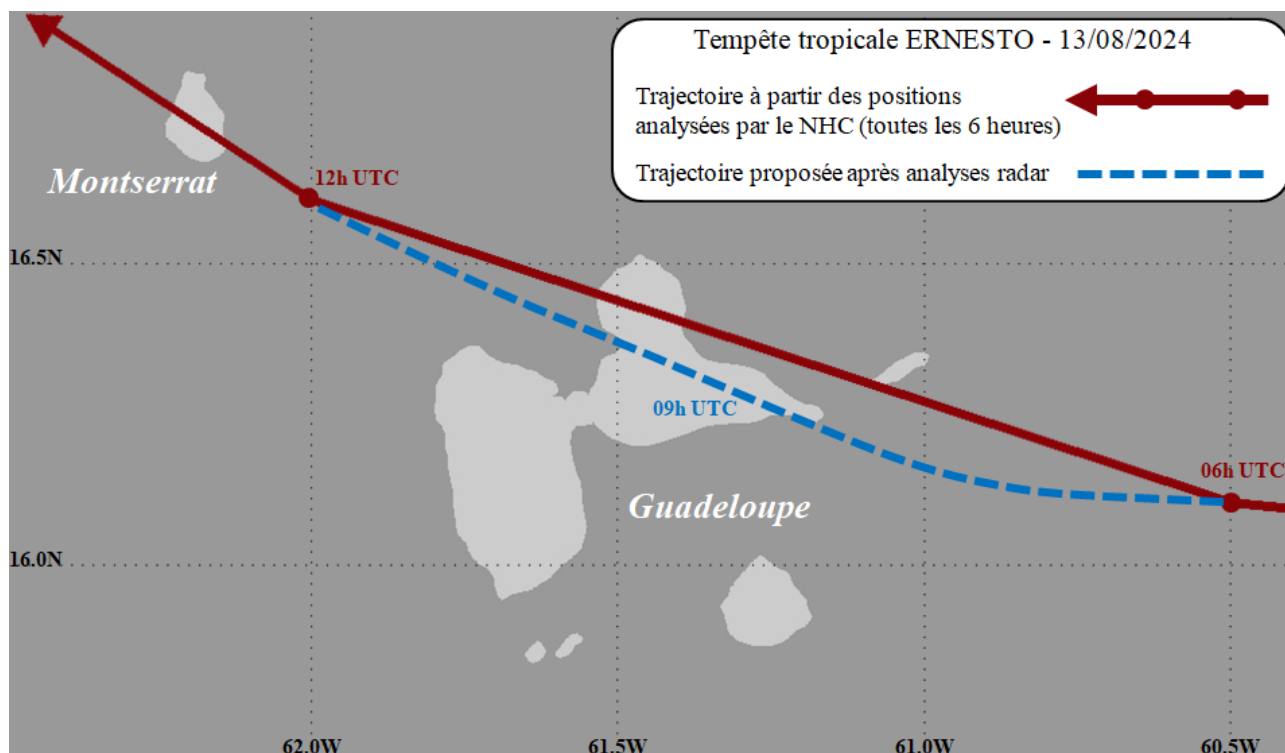 Tempête tropicale ERNESTO - 13/08/2024
Trajectoire à partir des positions
analysées par le NHC (toutes les 6 heures)
Trajectoire proposée après analyses radar
Montserrat
12h UTC
16.5N
09h UTC
06h UTC
Guadeloupe
16.0N
62.0W
61.5W
61.0W
60.5W